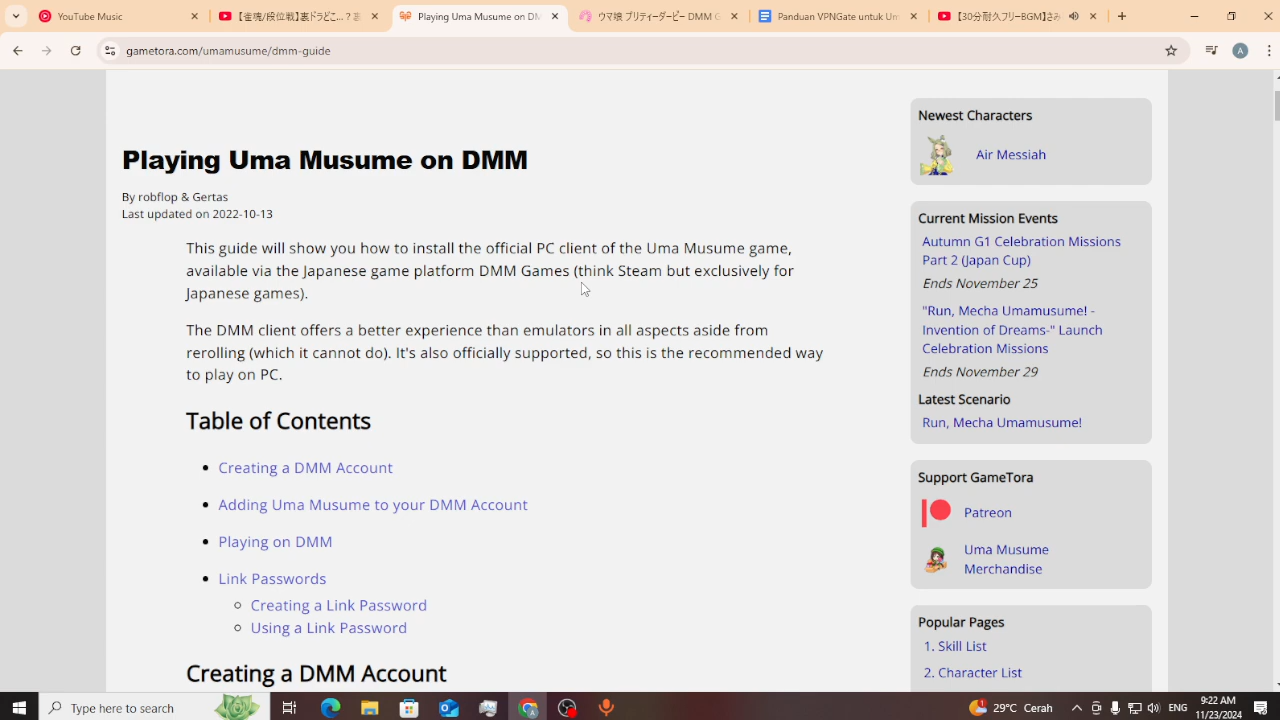 YouTube Music
【雀魂/段位戦】裏ドラどこ…？裏
Playing Uma Musume on DM
ウマ娘 プリティーダービー DMM G
Panduan VPNGate untuk Um
【30分耐久フリーBGM】さみ
gametora.com/umamusume/dmm-guide
A
Playing Uma Musume on DMM
By robflop & Gertas
Last updated on 2022-10-13
This guide will show you how to install the official PC client of the Uma Musume game,
available via the Japanese game platform DMM Games (think Steam but exclusively for
Japanese games).
The DMM client offers a better experience than emulators in all aspects aside from
rerolling (which it cannot do). It's also officially supported, so this is the recommended way
to play on PC.
Table of Contents
Creating a DMM Account
Adding Uma Musume to your DMM Account
Playing on DMM
Link Passwords
Creating a Link Password
Using a Link Password
Creating a DMM Account
Newest Characters
Air Messiah
Current Mission Events
Autumn G1 Celebration Missions
Part 2 (Japan Cup)
Ends November 25
"Run, Mecha Umamusume! -
Invention of Dreams-" Launch
Celebration Missions
Ends November 29
Latest Scenario
Run, Mecha Umamusume!
Support GameTora
Patreon
Uma Musume
Merchandise
Popular Pages
1. Skill List
2. Character List
Type here to search
29°C Cerah
ENG
9:22 AM
11/23/2024